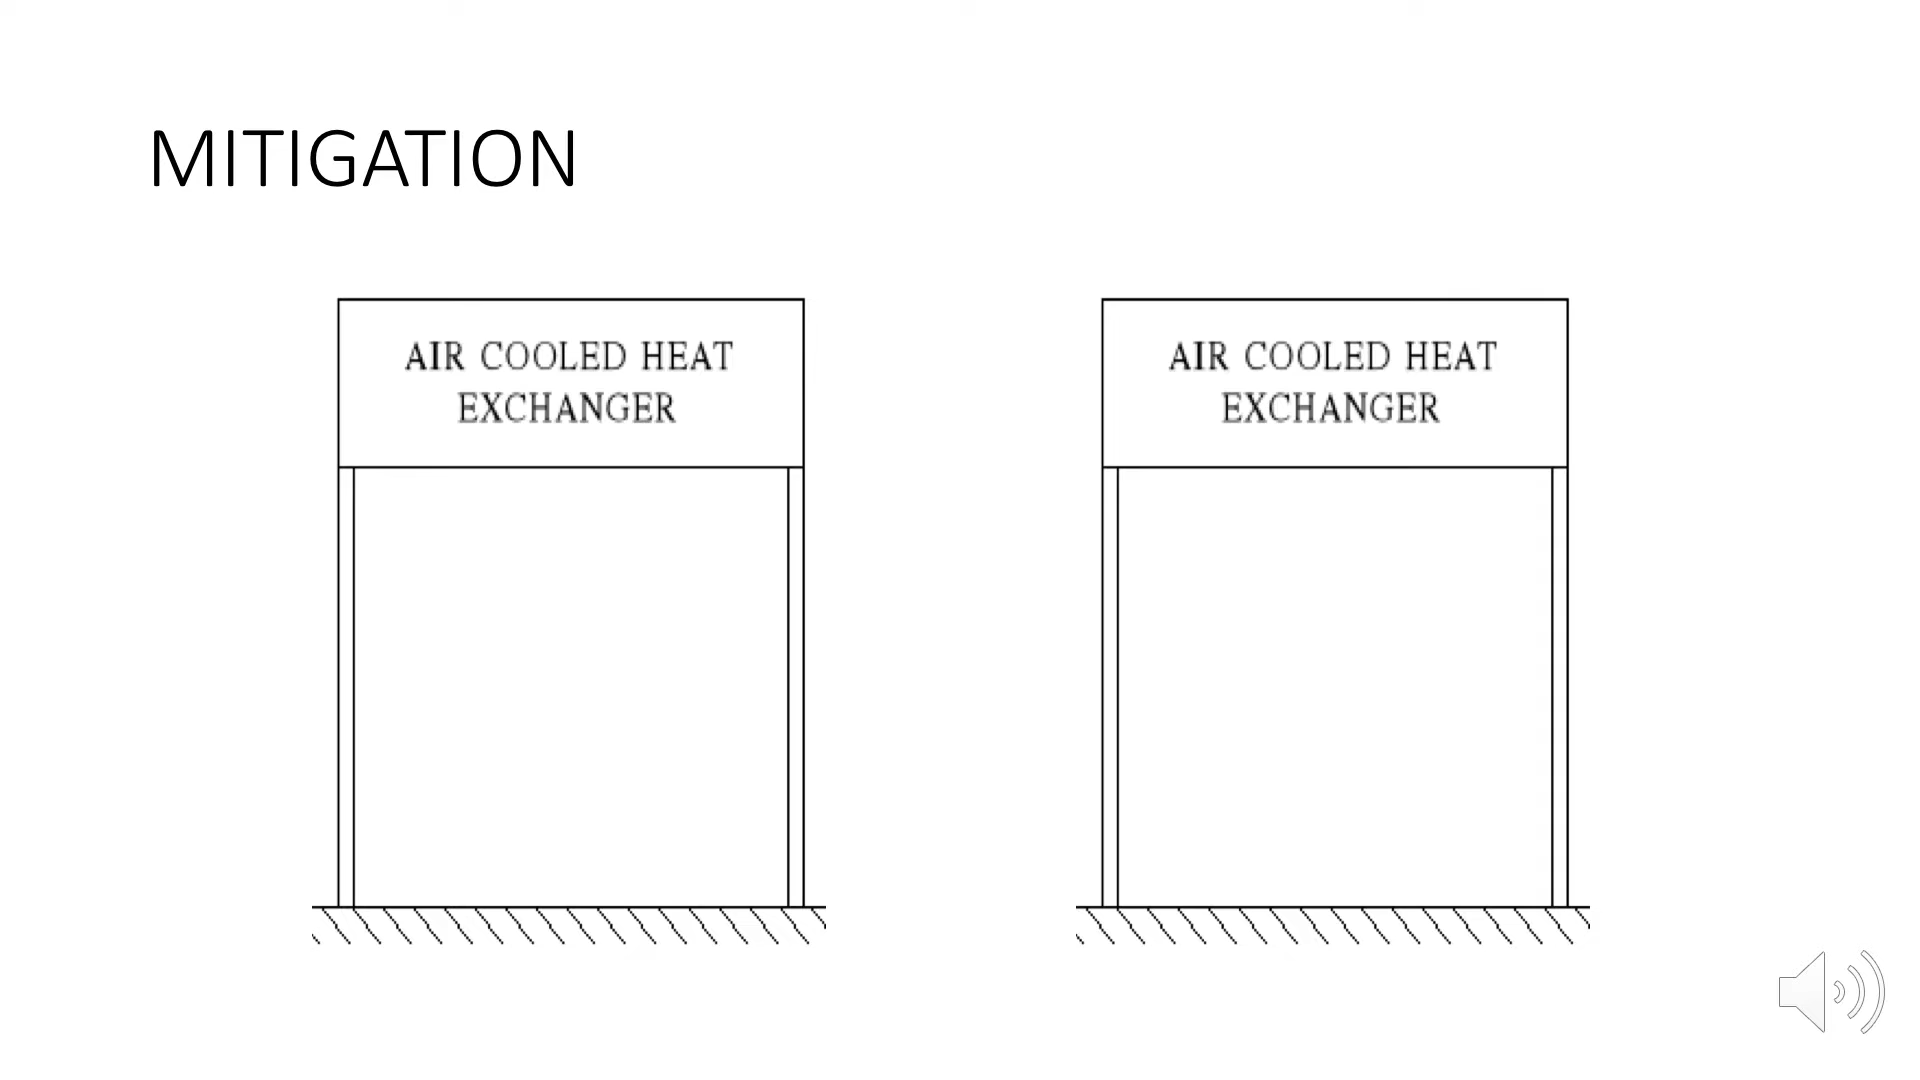 MITIGATION
AIR COOLED HEAT
EXCHANGER
AIR COOLED HEAT
EXCHANGER